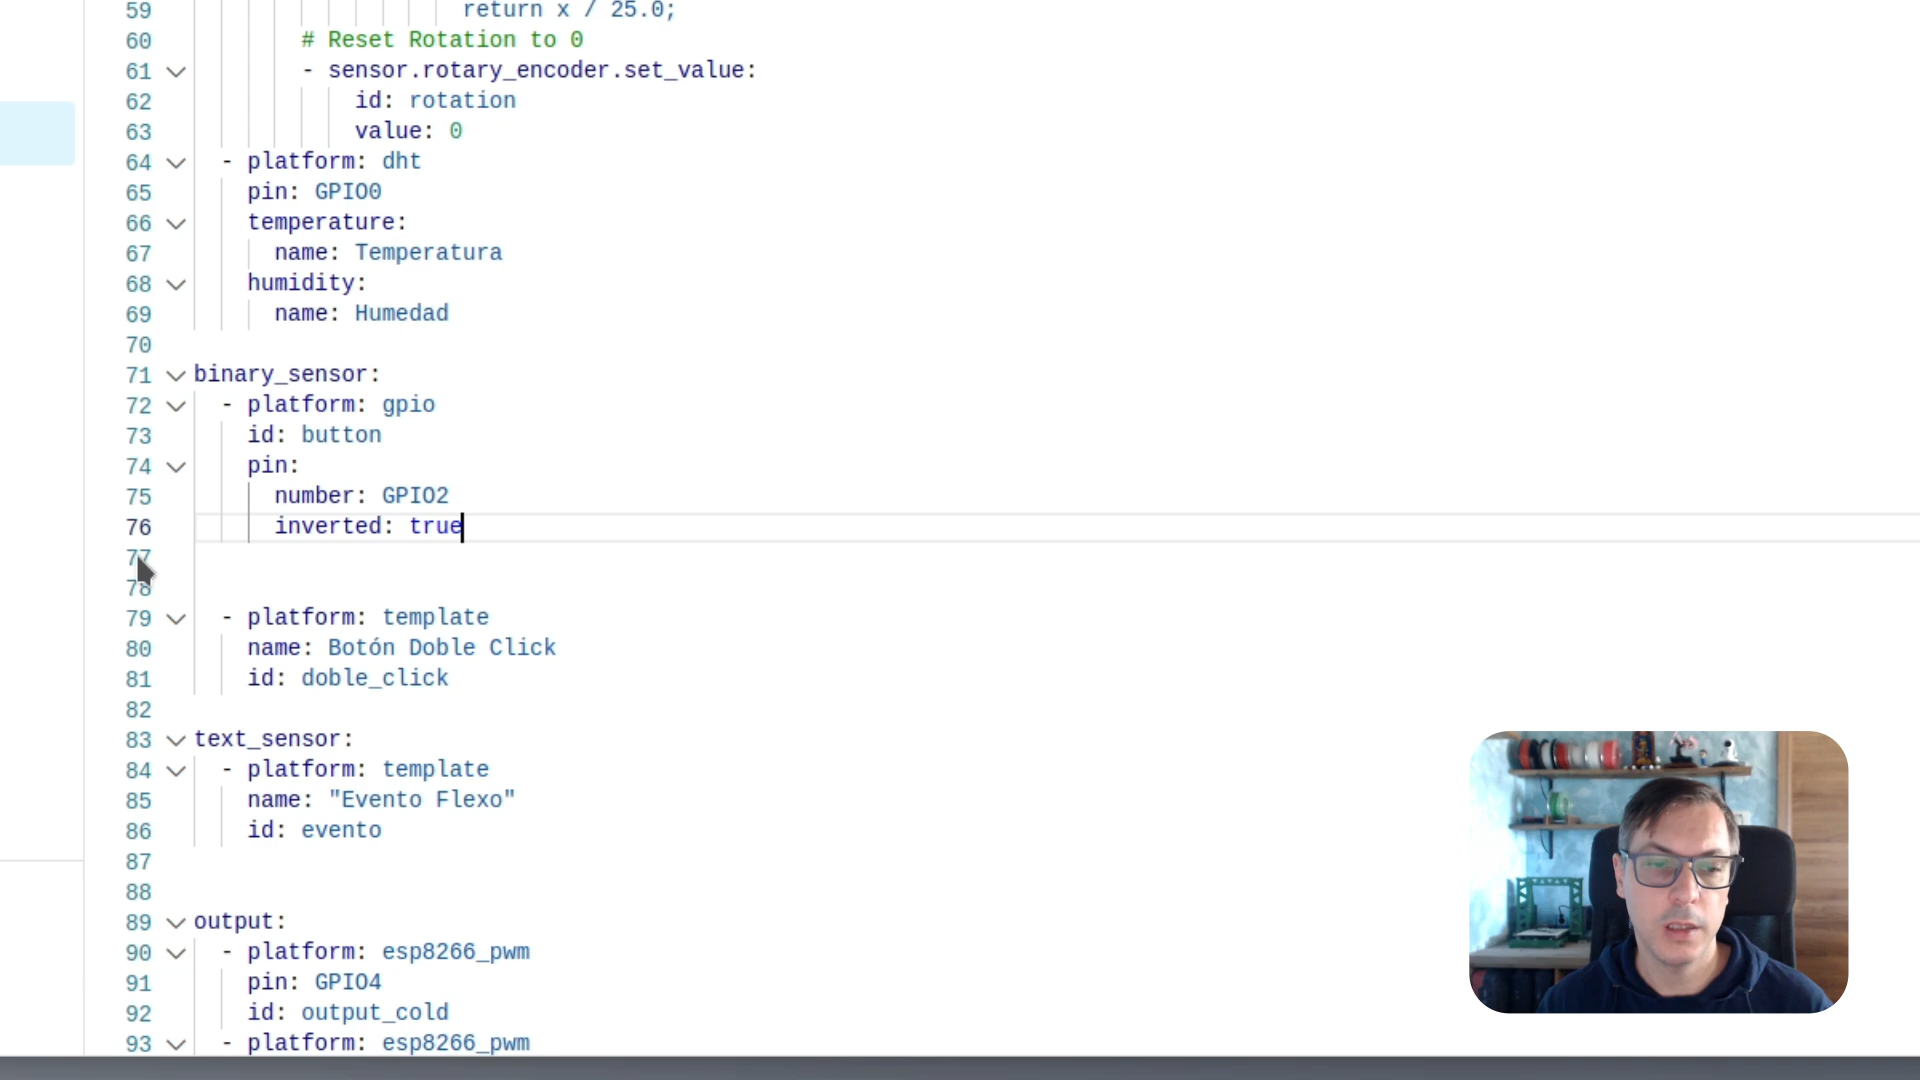 59 return x / 25.0;
60 # Reset Rotation to 0
61 - sensor.rotary_encoder.set_value:
62 id: rotation
63 value: 0
64 - platform: dht
65 pin: GPIO0
66 temperature:
67 name: Temperatura
68 humidity:
69 name: Humedad
70
71 binary_sensor:
72 - platform: gpio
73 id: button
74 pin:
75 number: GPIO2
76 inverted: true
77
78
79 - platform: template
80 name: Botón Doble Click
81 id: doble_click
82
83 text_sensor:
84 - platform: template
85 name: "Evento Flexo"
86 id: evento
87
88
89 output:
90 - platform: esp8266_pwm
91 pin: GPIO4
92 id: output_cold
93 - platform: esp8266_pwm